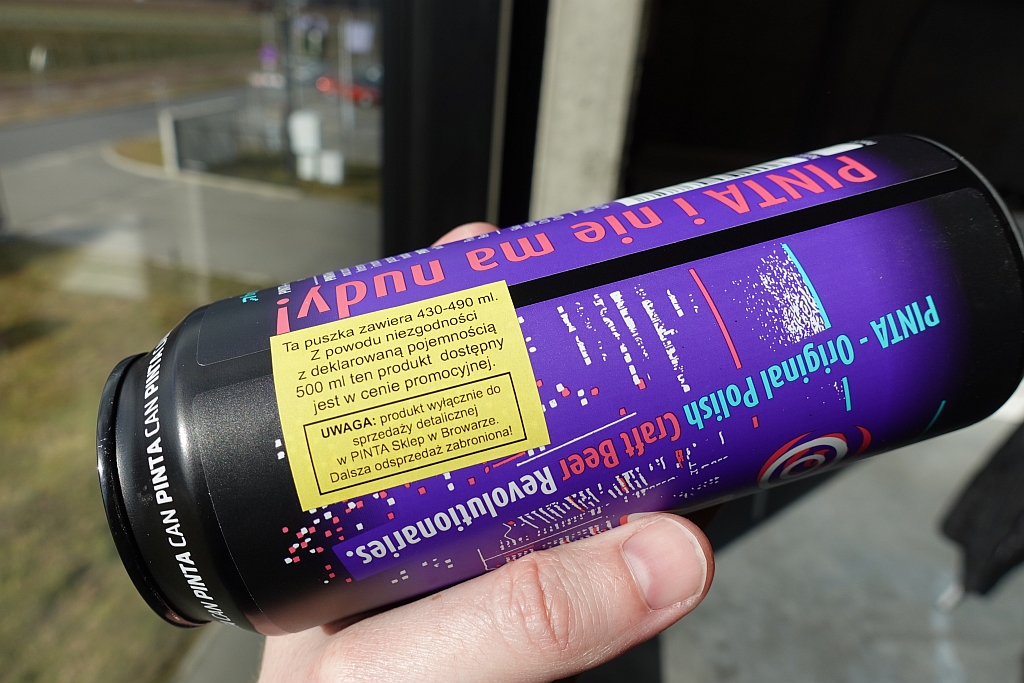 PINTA i nie ma nudy!
Ta puszka zawiera 430-490 ml.
Z powodu niezgodności
z deklarowaną pojemnością
500 ml ten produkt dostępny
jest w cenie promocyjnej.
UWAGA: produkt wyłącznie do
sprzedaży detalicznej
w PINTA Sklep w Browarze.
Dalsza odsprzedaż zabroniona!
PINTA - Original Polish
Craft Beer Revolutionaries.
CAN PINTA CAN PINTA CAN PINTA CAN PINTA